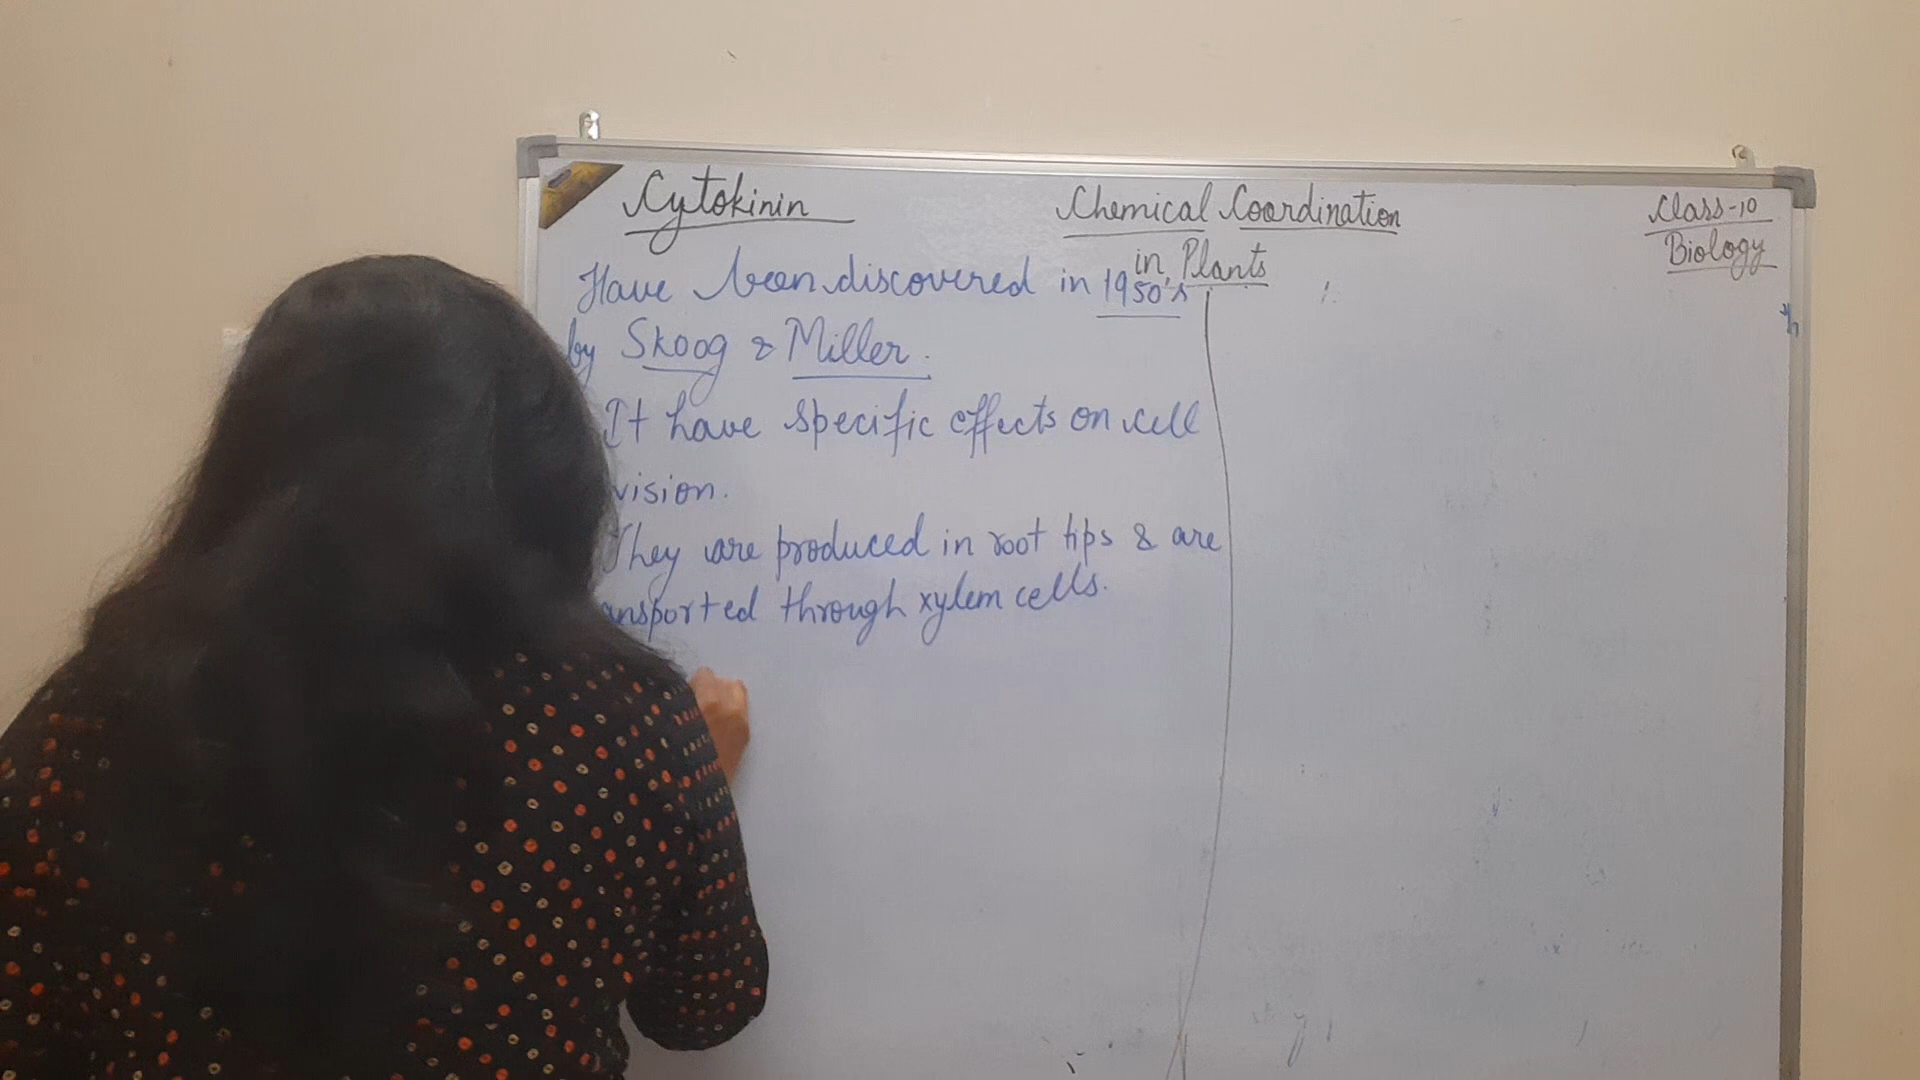 Cytokinin
Chemical Coordination
in Plants
Class-10
Biology
Have been discovered in 1950's
by Skoog & Miller.
It have specific effects on cell
vision.
They are produced in root tips & are
ansported through xylem cells.